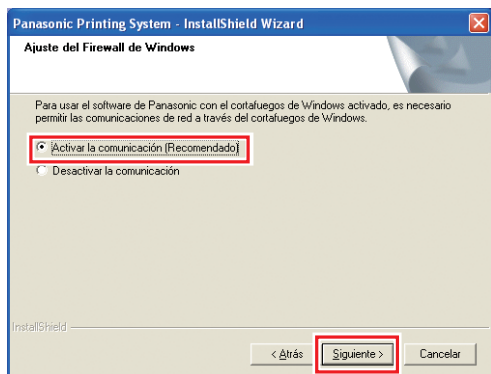 Panasonic Printing System - InstallShield Wizard
Ajuste del Firewall de Windows
Para usar el software de Panasonic con el cortafuegos de Windows activado, es necesario
permitir las comunicaciones de red a través del cortafuegos de Windows.
Activar la comunicación (Recomendado)
Desactivar la comunicación
InstallShield
< Atrás
Siguiente >
Cancelar